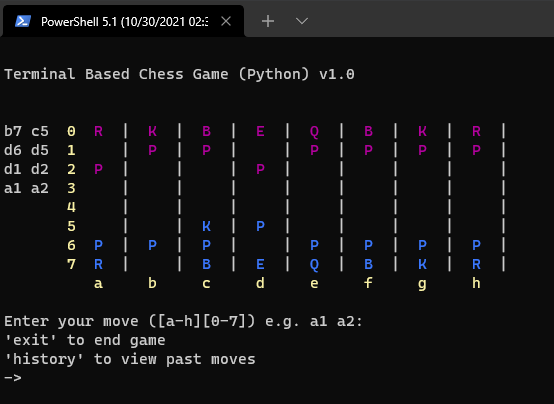 PowerShell 5.1 (10/30/2021 02:3
Terminal Based Chess Game (Python) v1.0
b7 c5 0 R | K | B | E | Q | B | K | R |
d6 d5 1 | P | P | | P | P | P | P |
d1 d2 2 P | | | P | | | | |
a1 a2 3 | | | | | | | |
4 | | | | | | | |
5 | | K | P | | | | |
6 P | P | P | | P | P | P | P |
7 R | | B | E | Q | B | K | R |
a b c d e f g h
Enter your move ([a-h][0-7]) e.g. a1 a2:
'exit' to end game
'history' to view past moves
->